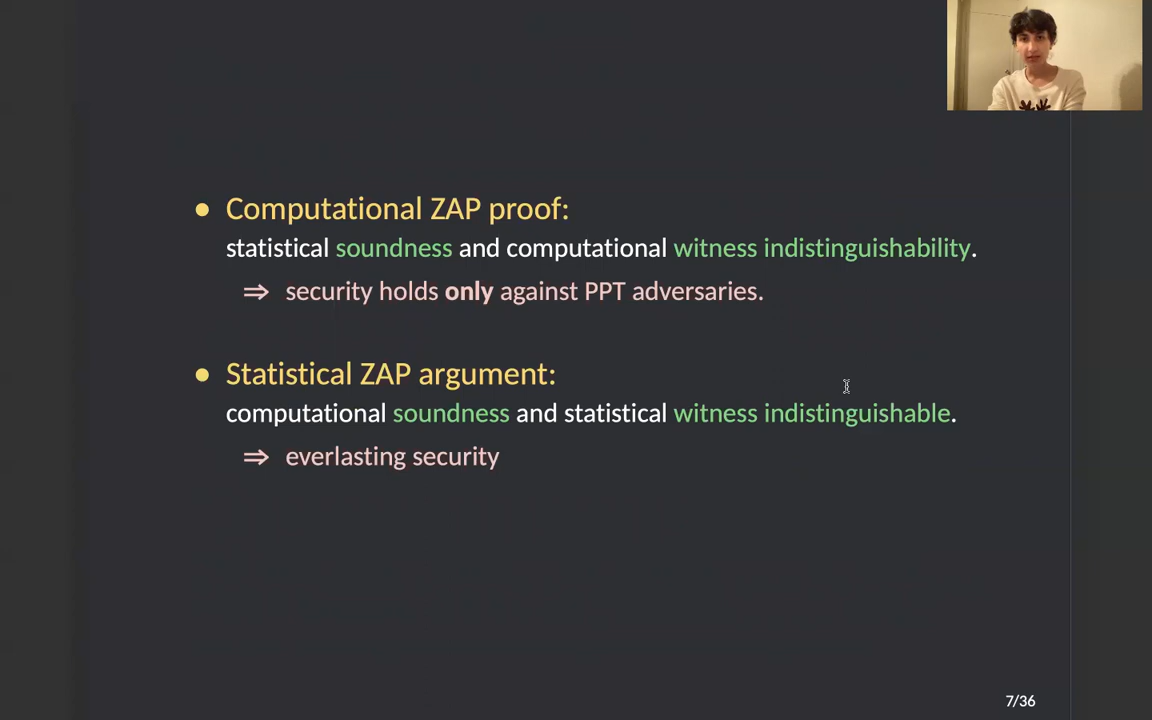 • Computational ZAP proof:
statistical soundness and computational witness indistinguishability.
⇒ security holds only against PPT adversaries.
• Statistical ZAP argument:
computational soundness and statistical witness indistinguishable.
⇒ everlasting security
7/36